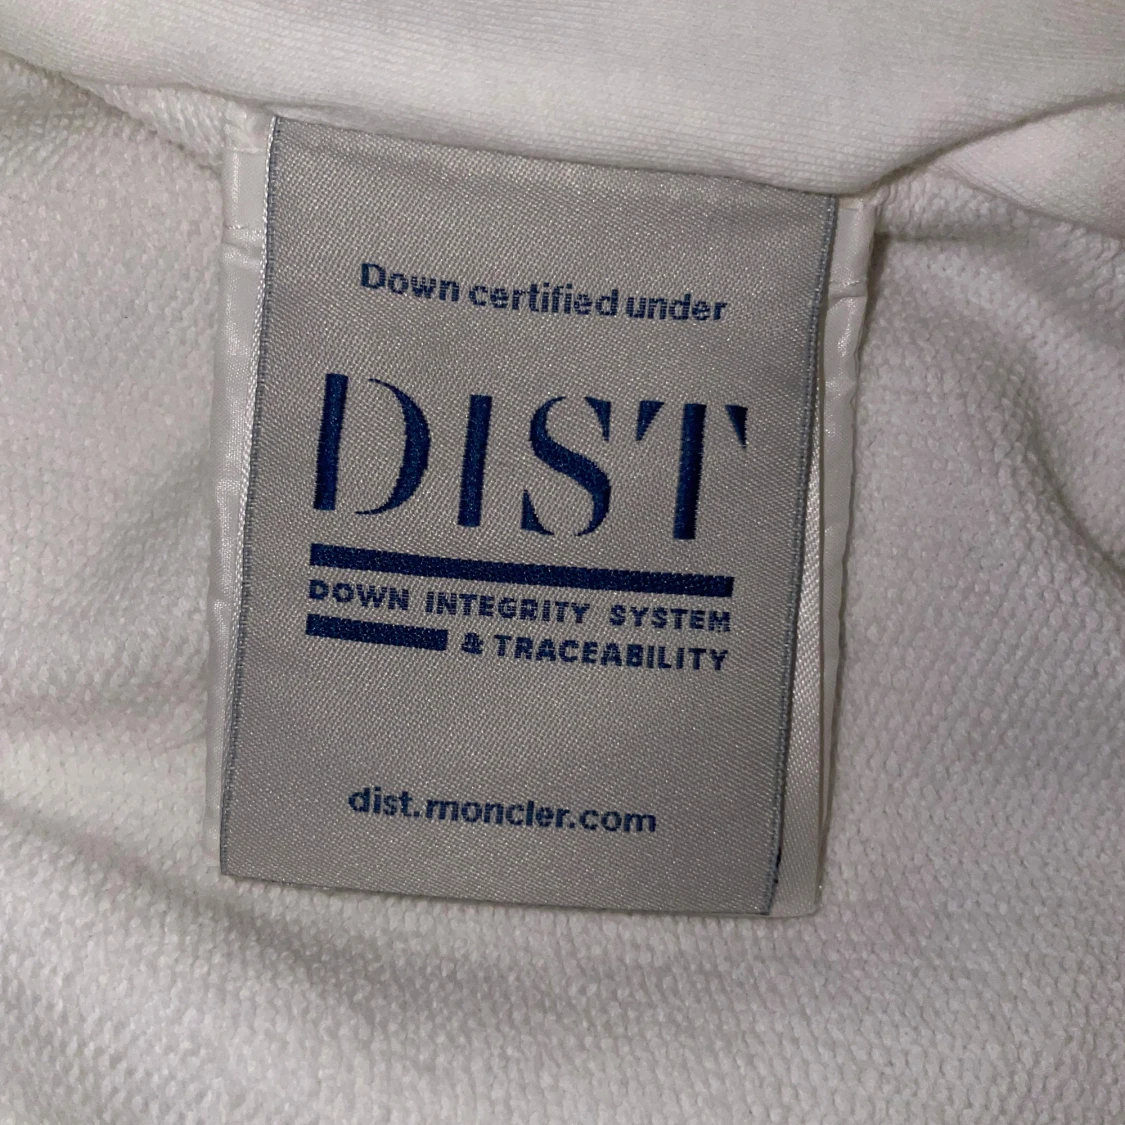 Down certified under
DIST
DOWN INTEGRITY SYSTEM
& TRACEABILITY
dist.moncler.com